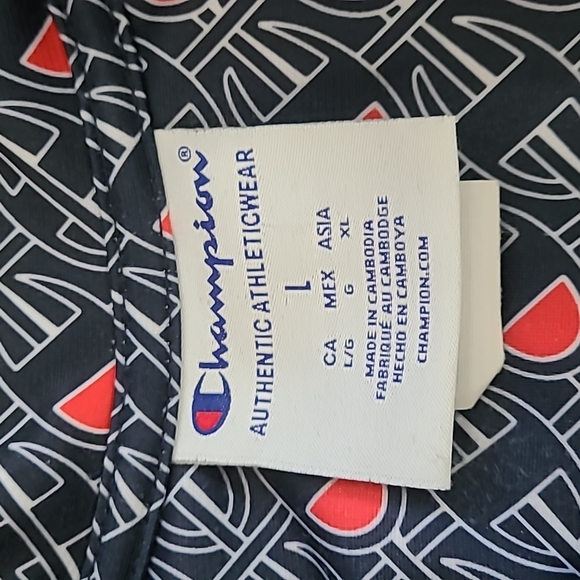 Champion®
AUTHENTIC ATHLETICWEAR
L
CA MEX ASIA
L/G G XL
MADE IN CAMBODIA
FABRIQUÉ AU CAMBODGE
HECHO EN CAMBOYA
CHAMPION.COM